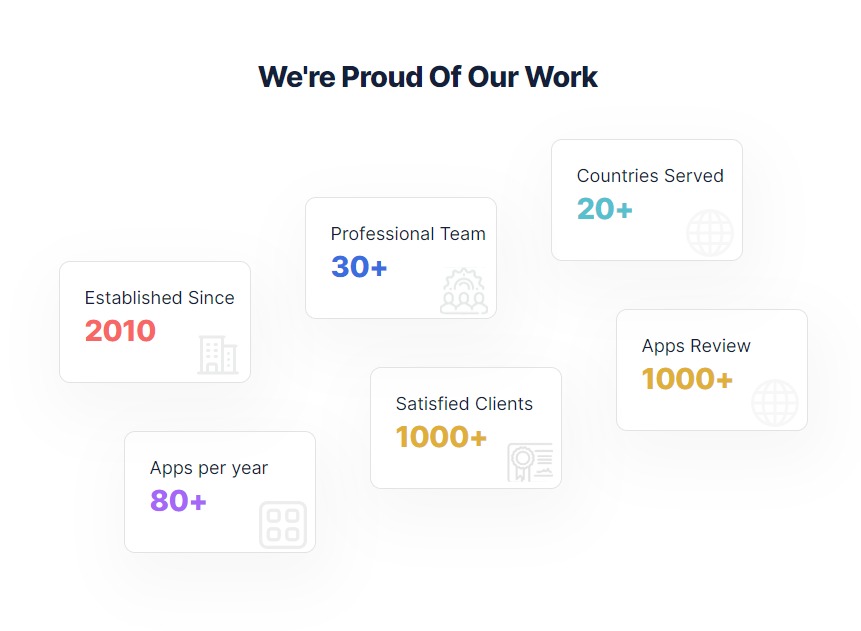 We're Proud Of Our Work
Countries Served
20+
Professional Team
30+
Established Since
2010
Apps Review
1000+
Satisfied Clients
1000+
Apps per year
80+